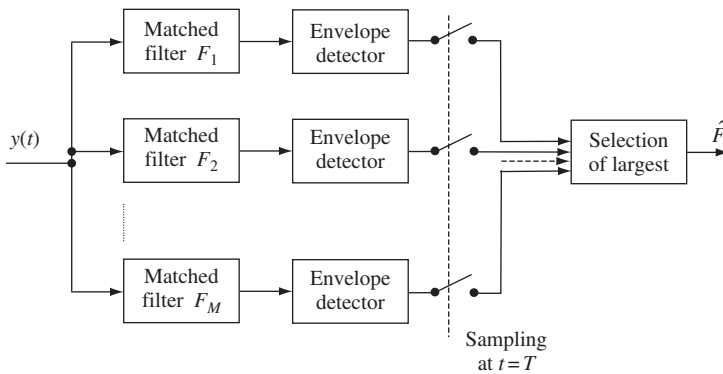 Matched
filter F₁
Envelope
detector
y(t)
Matched
filter F₂
Envelope
detector
Selection
of largest
F̂
Matched
filter F_M
Envelope
detector
Sampling
at t = T